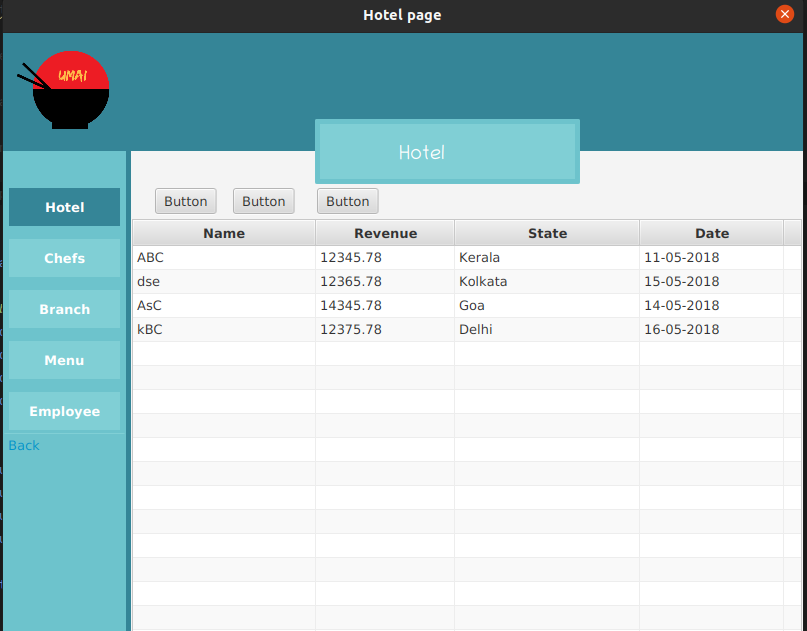 Hotel page
UMAI
Hotel
Button Button Button
Hotel
Chefs
Branch
Menu
Employee
Back
Name Revenue State Date
ABC 12345.78 Kerala 11-05-2018
dse 12365.78 Kolkata 15-05-2018
AsC 14345.78 Goa 14-05-2018
kBC 12375.78 Delhi 16-05-2018